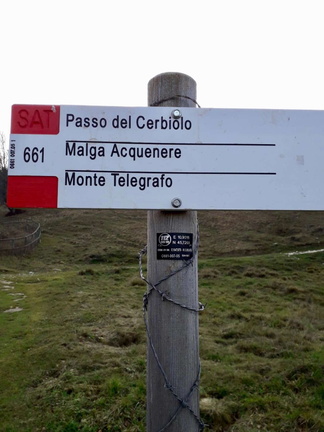 SAT
661
Passo del Cerbiolo
Malga Acquenere
Monte Telegrafo